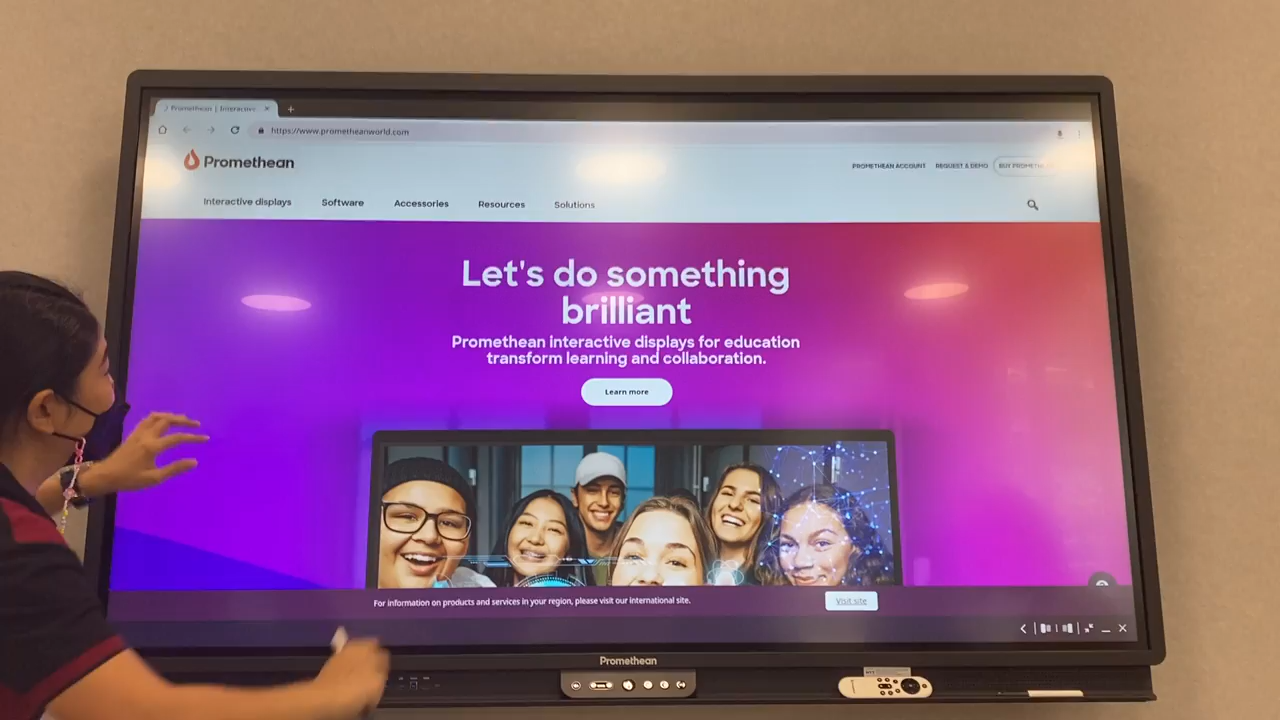 Promethean | Interactive
https://www.prometheanworld.com
Promethean
PROMETHEAN ACCOUNT
REQUEST A DEMO
BUY
Interactive displays
Software
Accessories
Resources
Solutions
Let's do something
brilliant
Promethean interactive displays for education
transform learning and collaboration.
Learn more
For information on products and services in your region, please visit our international site.
Visit site
Promethean